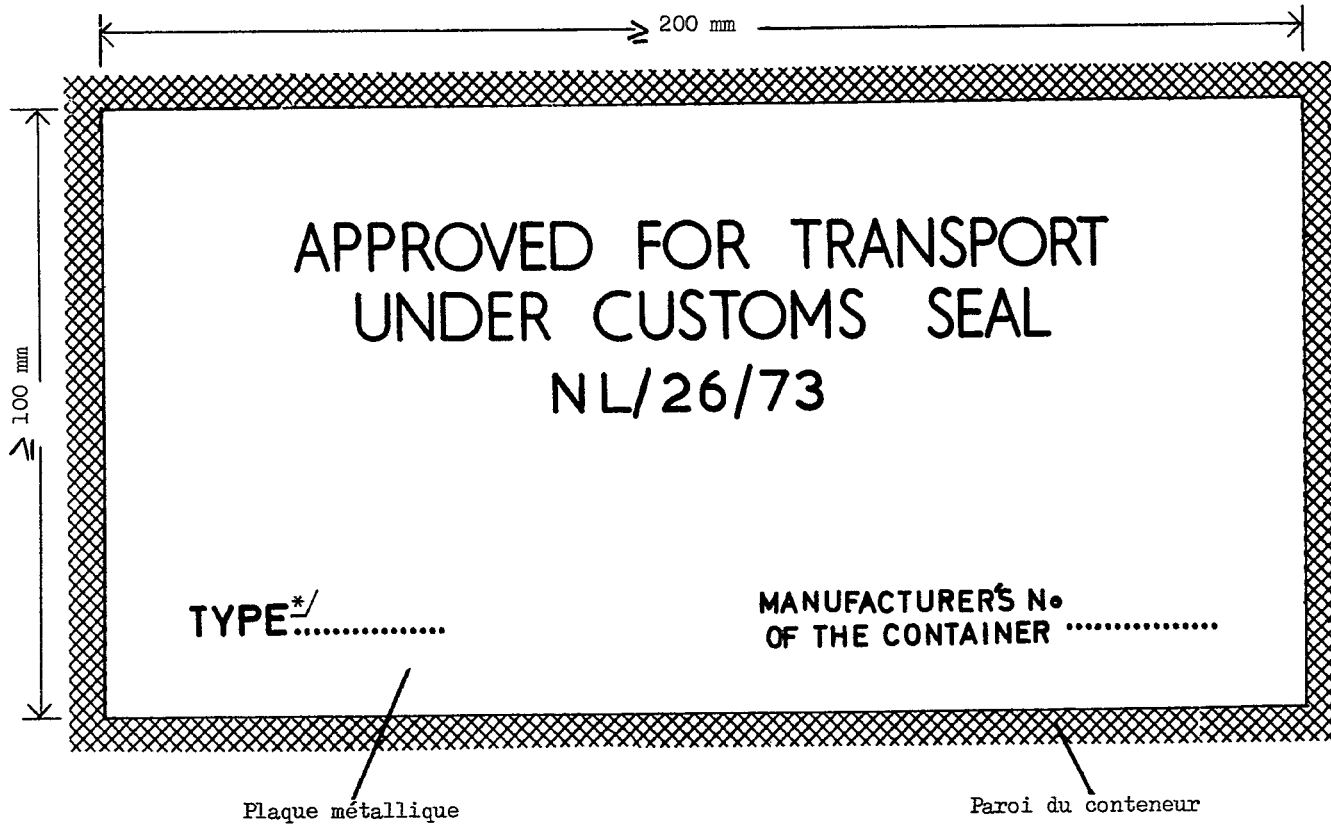 ≥ 200 mm
≥ 100 mm
APPROVED FOR TRANSPORT
UNDER CUSTOMS SEAL
NL/26/73
TYPE*/................
MANUFACTURER'S No
OF THE CONTAINER ................
Plaque métallique
Paroi du conteneur